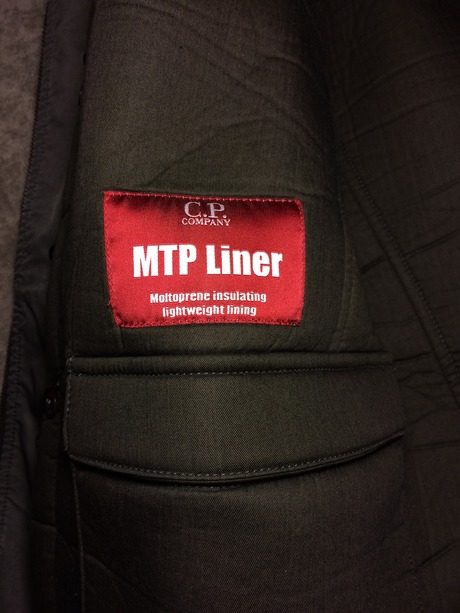 C.P.
COMPANY
MTP Liner
Moltoprene insulating
lightweight lining